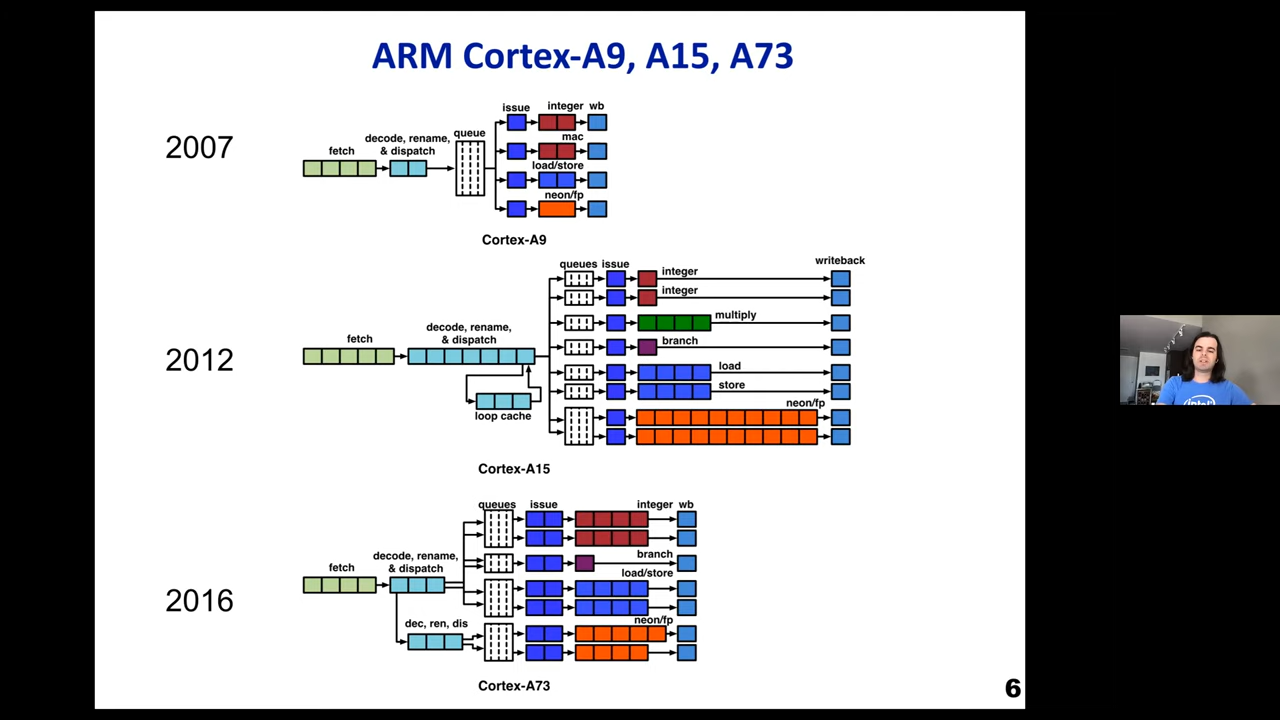 ARM Cortex-A9, A15, A73
2007
fetch
decode, rename,
& dispatch
queue
issue
integer
wb
mac
load/store
neon/fp
Cortex-A9
2012
fetch
decode, rename,
& dispatch
loop cache
queues
issue
integer
integer
multiply
branch
load
store
neon/fp
writeback
Cortex-A15
2016
fetch
decode, rename,
& dispatch
dec, ren, dis
queues
issue
integer
wb
branch
load/store
neon/fp
Cortex-A73
6
intel